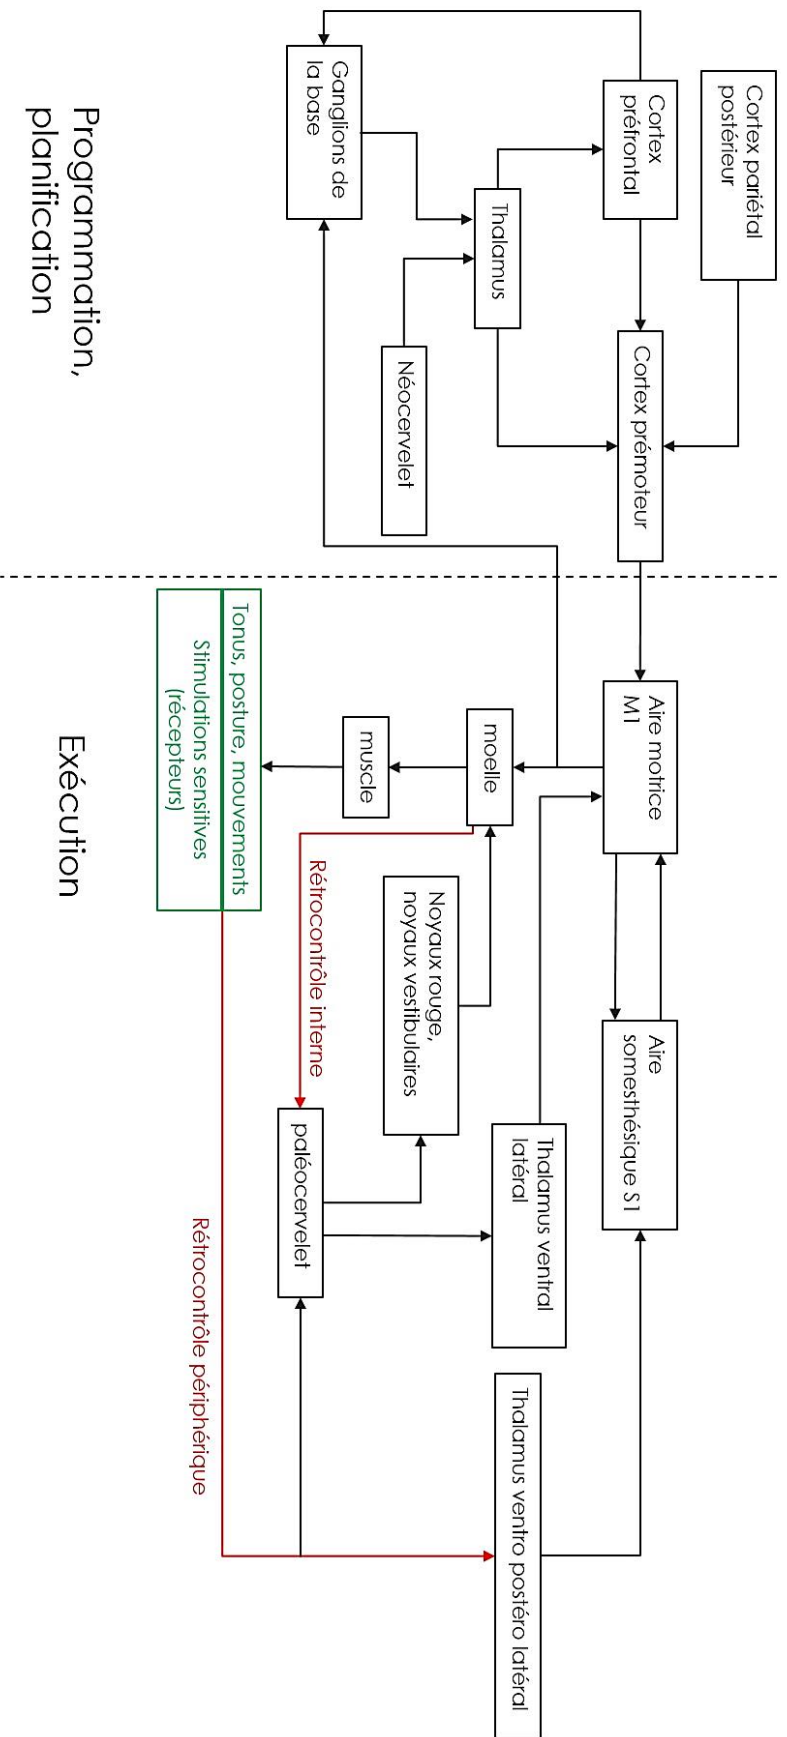 Cortex pariétal
postérieur
Cortex
préfrontal
Cortex prémoteur
Aire motrice
M1
Aire
somesthésique S1
Thalamus
Néocervelet
Ganglions de
la base
moelle
muscle
Tonus, posture, mouvements
Stimulations sensitives
(récepteurs)
Noyaux rouge,
noyaux vestibulaires
Thalamus ventral
latéral
Thalamus ventro postéro latéral
Rétrocontrôle interne
paléocervelet
Rétrocontrôle périphérique
Programmation,
planification
Exécution